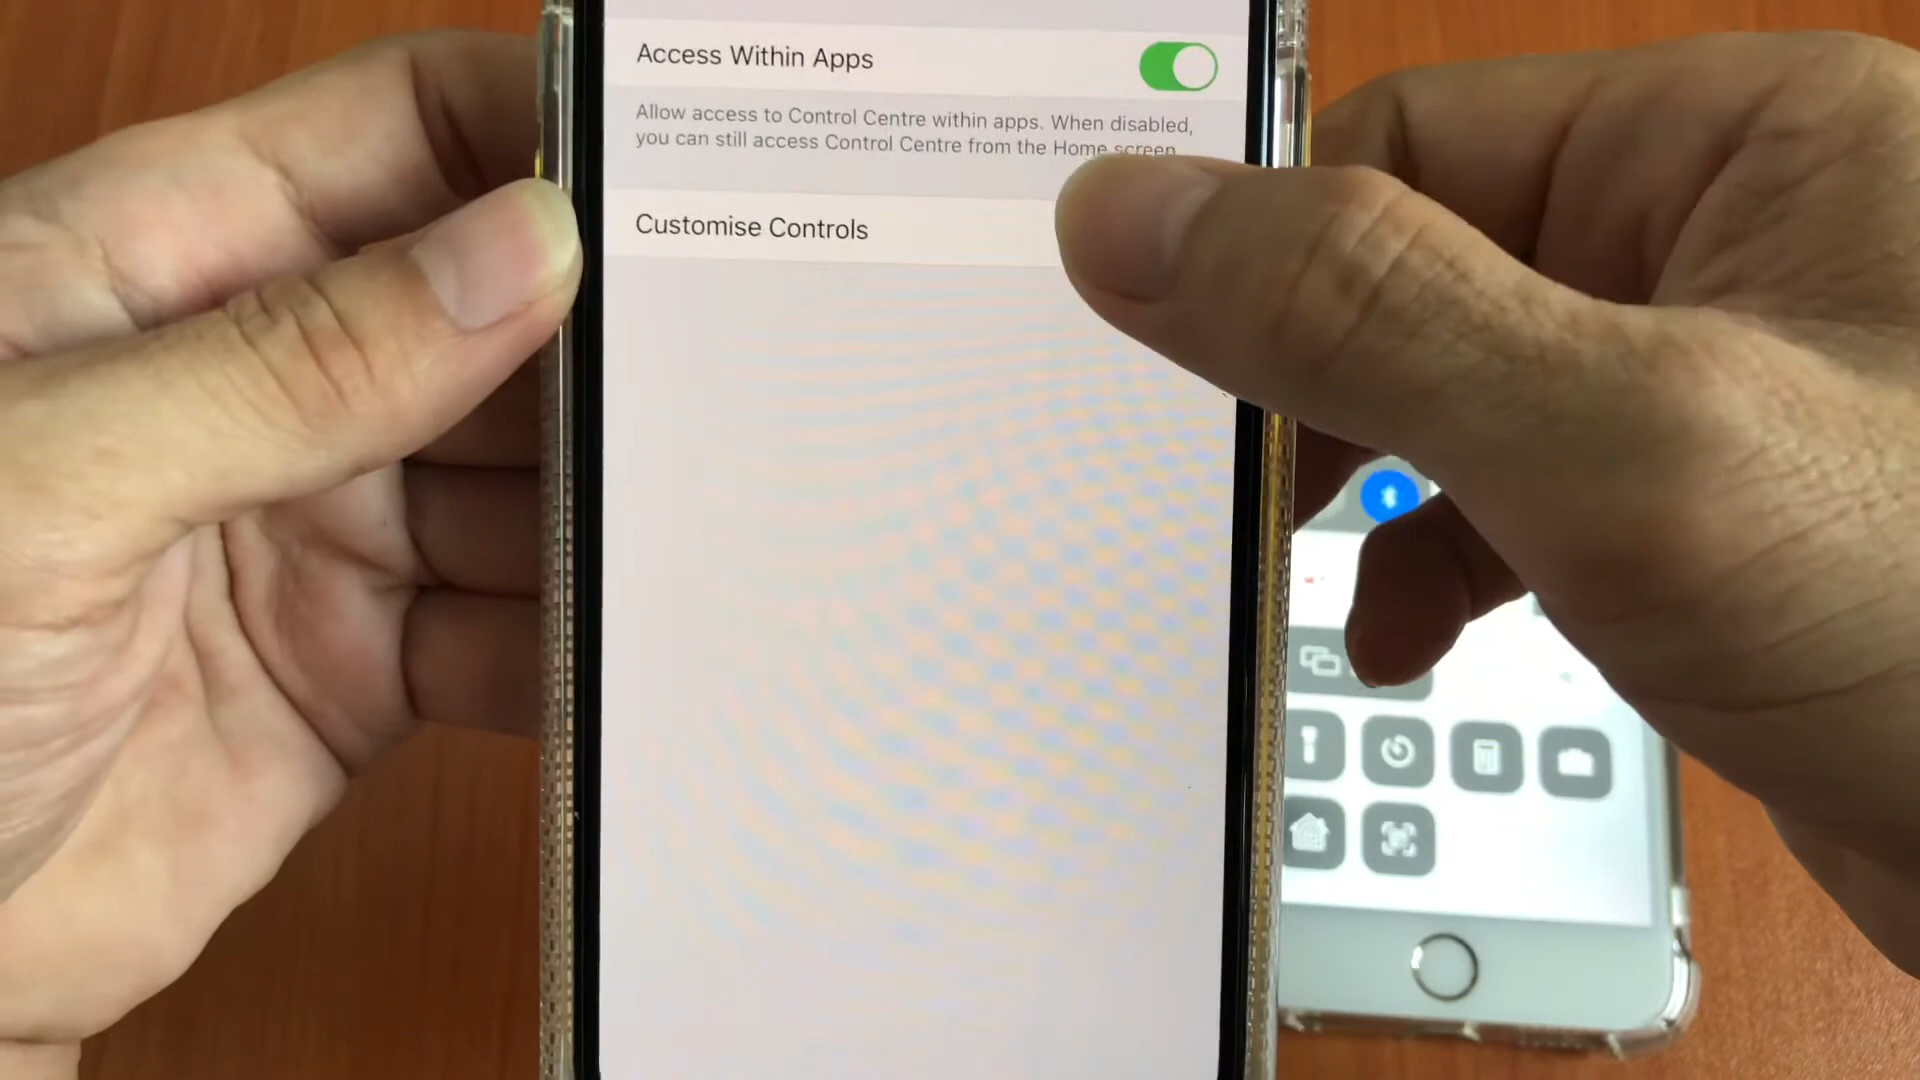 Access Within Apps
Allow access to Control Centre within apps. When disabled,
you can still access Control Centre from the Home screen
Customise Controls